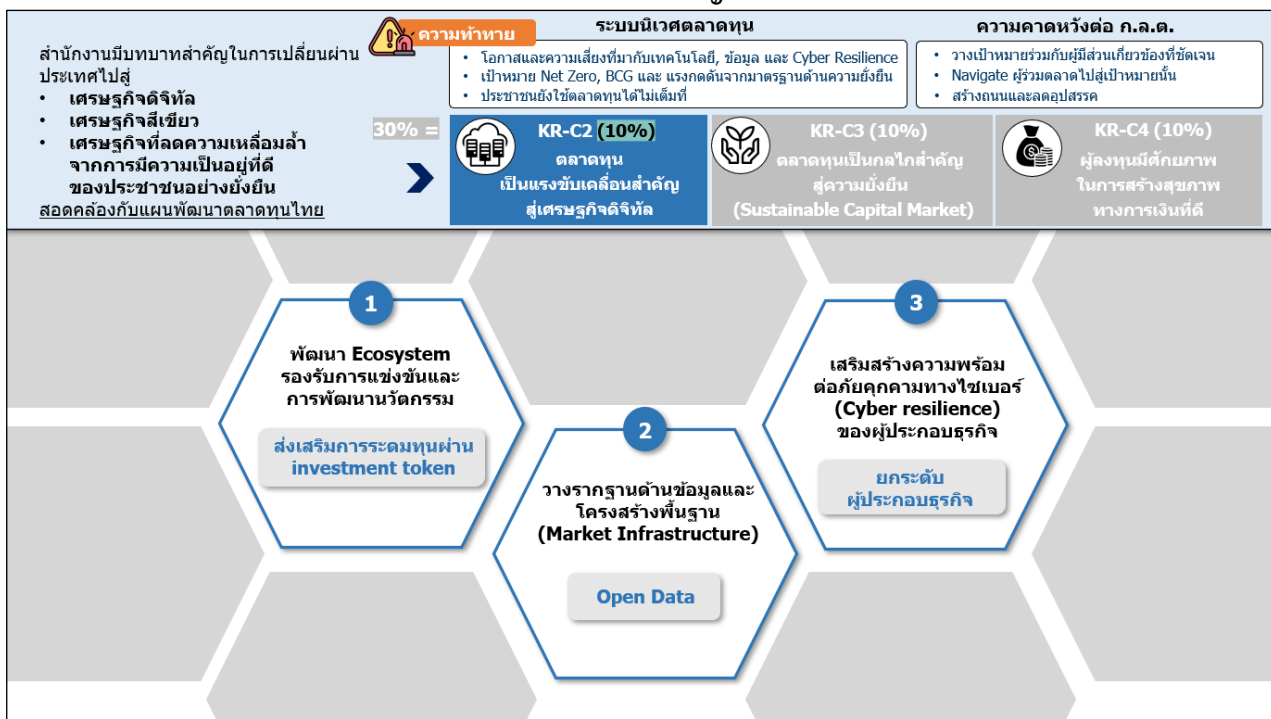 สำนักงานมีบทบาทสำคัญในการเปลี่ยนผ่าน
ประเทศไปสู่
• เศรษฐกิจดิจิทัล
• เศรษฐกิจสีเขียว
• เศรษฐกิจที่ลดความเหลื่อมล้ำ
จากการมีความเป็นอยู่ที่ดี
ของประชาชนอย่างยั่งยืน
สอดคล้องกับแผนพัฒนาตลาดทุนไทย
ความท้าทาย
ระบบนิเวศตลาดทุน
• โอกาสและความเสี่ยงที่มากับเทคโนโลยี, ข้อมูล และ Cyber Resilience
• เป้าหมาย Net Zero, BCG และ แรงกดดันจากมาตรฐานด้านความยั่งยืน
• ประชาชนยังใช้ตลาดทุนได้ไม่เต็มที่
ความคาดหวังต่อ ก.ล.ต.
• วางเป้าหมายร่วมกับผู้มีส่วนเกี่ยวข้องที่ชัดเจน
• Navigate ผู้ร่วมตลาดไปสู่เป้าหมายนั้น
• สร้างถนนและลดอุปสรรค
30% =
KR-C2 (10%)
ตลาดทุน
เป็นแรงขับเคลื่อนสำคัญ
สู่เศรษฐกิจดิจิทัล
KR-C3 (10%)
ตลาดทุนเป็นกลไกสำคัญ
สู่ความยั่งยืน
(Sustainable Capital Market)
KR-C4 (10%)
ผู้ลงทุนมีศักยภาพ
ในการสร้างสุขภาพ
ทางการเงินที่ดี
1
พัฒนา Ecosystem
รองรับการแข่งขันและ
การพัฒนานวัตกรรม
ส่งเสริมการระดมทุนผ่าน
investment token
2
วางรากฐานด้านข้อมูลและ
โครงสร้างพื้นฐาน
(Market Infrastructure)
Open Data
3
เสริมสร้างความพร้อม
ต่อภัยคุกคามทางไซเบอร์
(Cyber resilience)
ของผู้ประกอบธุรกิจ
ยกระดับ
ผู้ประกอบธุรกิจ